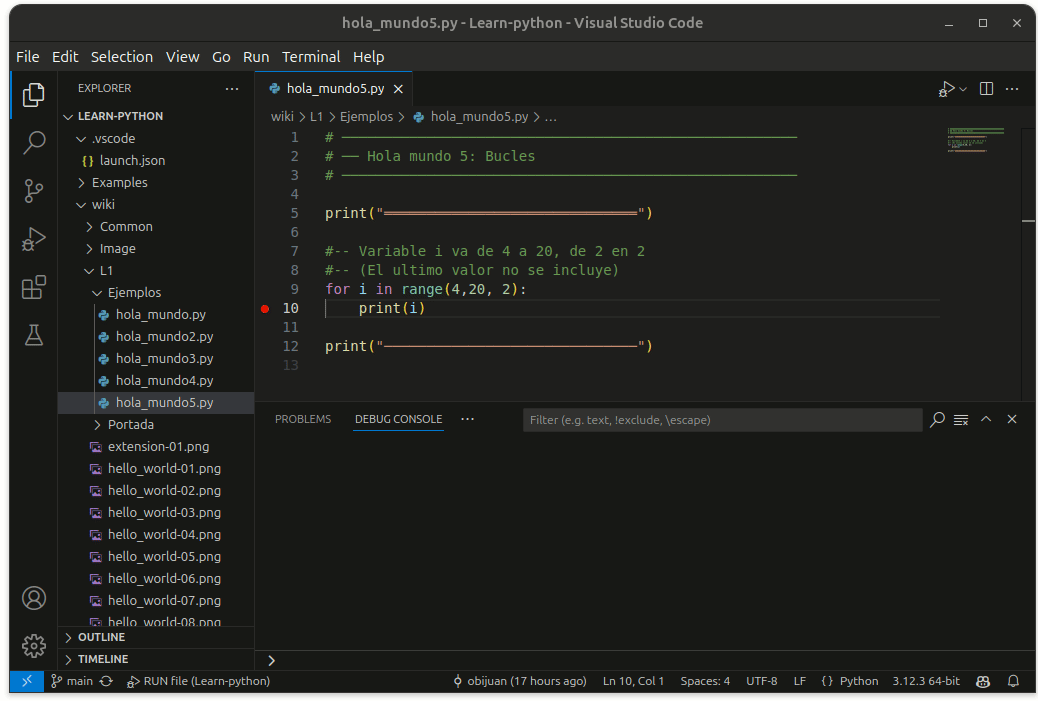 hola_mundo5.py - Learn-python - Visual Studio Code
File Edit Selection View Go Run Terminal Help
EXPLORER
LEARN-PYTHON
.vscode
{} launch.json
Examples
wiki
Common
Image
L1
Ejemplos
hola_mundo.py
hola_mundo2.py
hola_mundo3.py
hola_mundo4.py
hola_mundo5.py
Portada
extension-01.png
hello_world-01.png
hello_world-02.png
hello_world-03.png
hello_world-04.png
hello_world-05.png
hello_world-06.png
hello_world-07.png
hello_world-08.png
OUTLINE
TIMELINE
hola_mundo5.py
wiki > L1 > Ejemplos > hola_mundo5.py > ...
1 # ──────────────────────────────
2 # ── Hola mundo 5: Bucles
3 # ──────────────────────────────
4
5 print("══════════════════════════════")
6
7 #-- Variable i va de 4 a 20, de 2 en 2
8 #-- (El ultimo valor no se incluye)
9 for i in range(4,20, 2):
10 print(i)
11
12 print("──────────────────────────────")
13
PROBLEMS DEBUG CONSOLE ··· Filter (e.g. text, !exclude, \escape)
main RUN file (Learn-python) obijuan (17 hours ago) Ln 10, Col 1 Spaces: 4 UTF-8 LF {} Python 3.12.3 64-bit